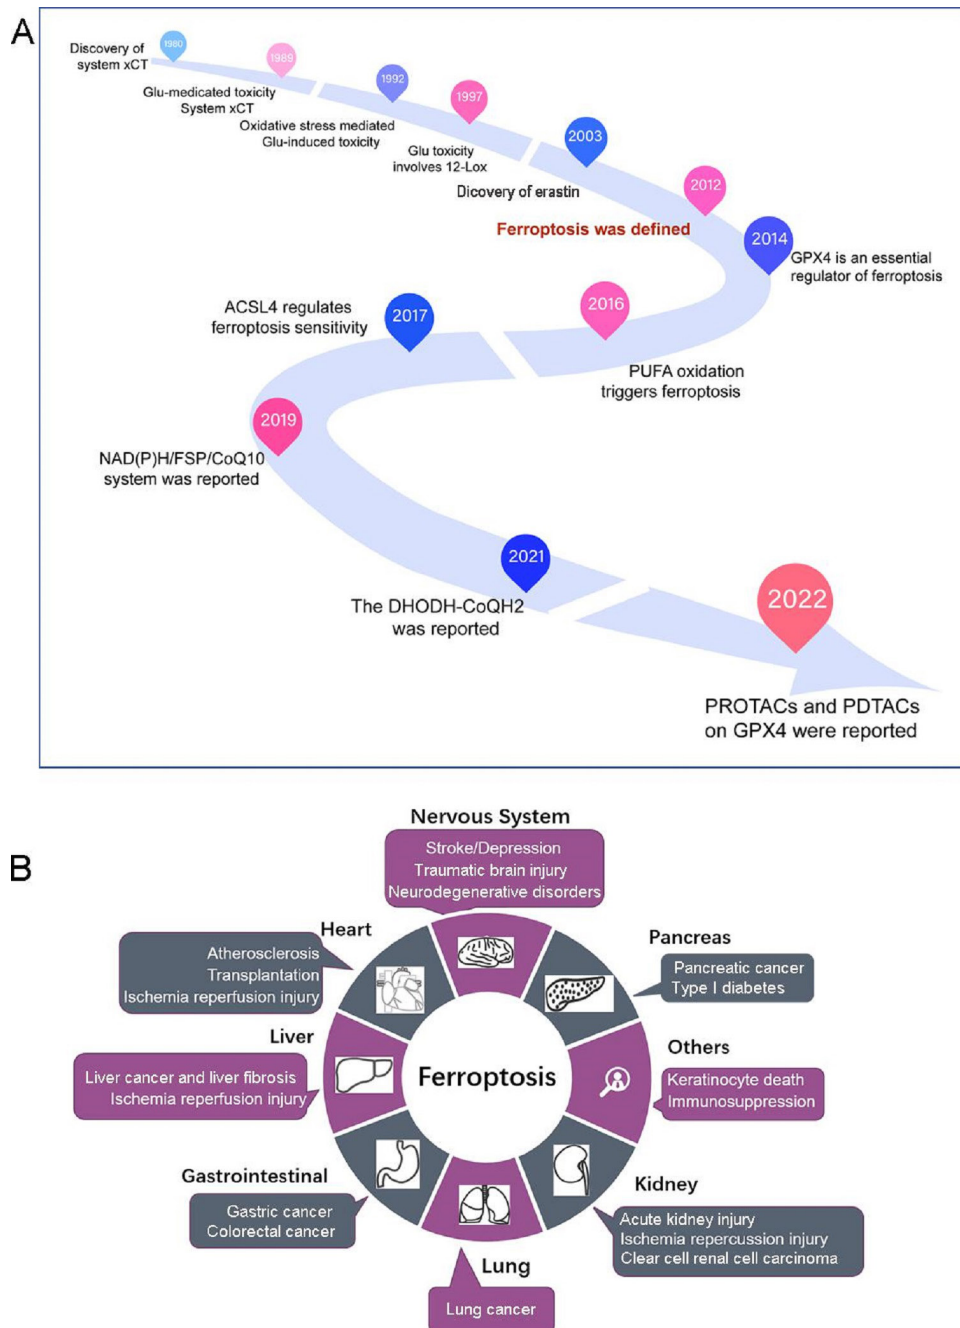 A
1980
Discovery of
system xCT
1989
Glu-medicated toxicity
System xCT
1992
Oxidative stress mediated
Glu-induced toxicity
1997
Glu toxicity
involves 12-Lox
2003
Dicovery of erastin
2012
Ferroptosis was defined
2014
GPX4 is an essential
regulator of ferroptosis
2016
PUFA oxidation
triggers ferroptosis
2017
ACSL4 regulates
ferroptosis sensitivity
2019
NAD(P)H/FSP/CoQ10
system was reported
2021
The DHODH-CoQH2
was reported
2022
PROTACs and PDTACs
on GPX4 were reported
B
Nervous System
Stroke/Depression
Traumatic brain injury
Neurodegenerative disorders
Heart
Atherosclerosis
Transplantation
Ischemia reperfusion injury
Pancreas
Pancreatic cancer
Type I diabetes
Liver
Liver cancer and liver fibrosis
Ischemia reperfusion injury
Ferroptosis
Others
Keratinocyte death
Immunosuppression
Gastrointestinal
Gastric cancer
Colorectal cancer
Kidney
Acute kidney injury
Ischemia repercussion injury
Clear cell renal cell carcinoma
Lung
Lung cancer